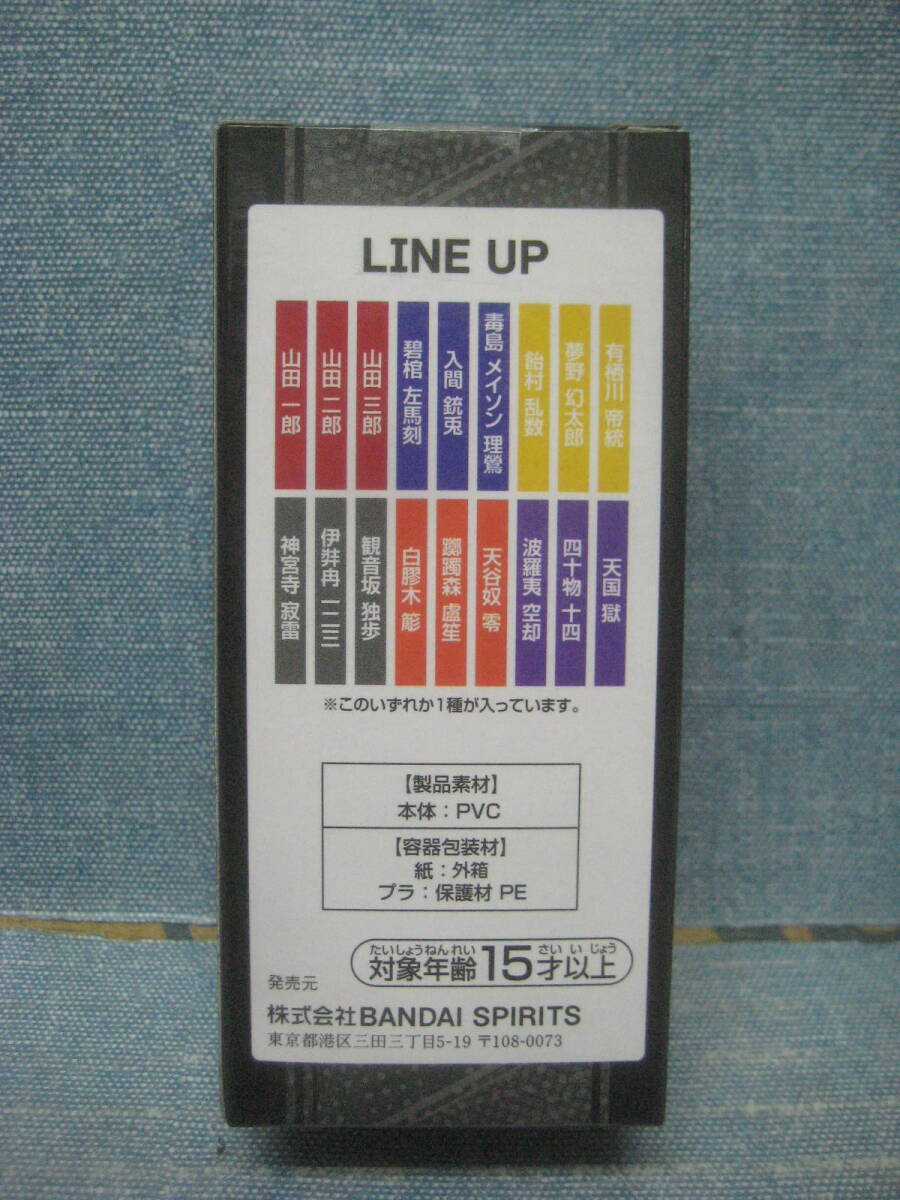 LINE UP
山田 一郎
山田 二郎
山田 三郎
碧棺 左馬刻
入間 銃兎
毒島 メイソン 理鶯
飴村 乱数
夢野 幻太郎
有栖川 帝統
神宮寺 寂雷
伊弉冉 一二三
観音坂 独歩
白膠木 簓
躑躅森 盧笙
天谷奴 零
波羅夷 空却
四十物 十四
天国 獄
※このいずれか1種が入っています。
【製品素材】
本体：PVC
【容器包装材】
紙：外箱
プラ：保護材 PE
たいしょうねんれい さい いじょう
対象年齢15才以上
発売元
株式会社BANDAI SPIRITS
東京都港区三田三丁目5-19 〒108-0073